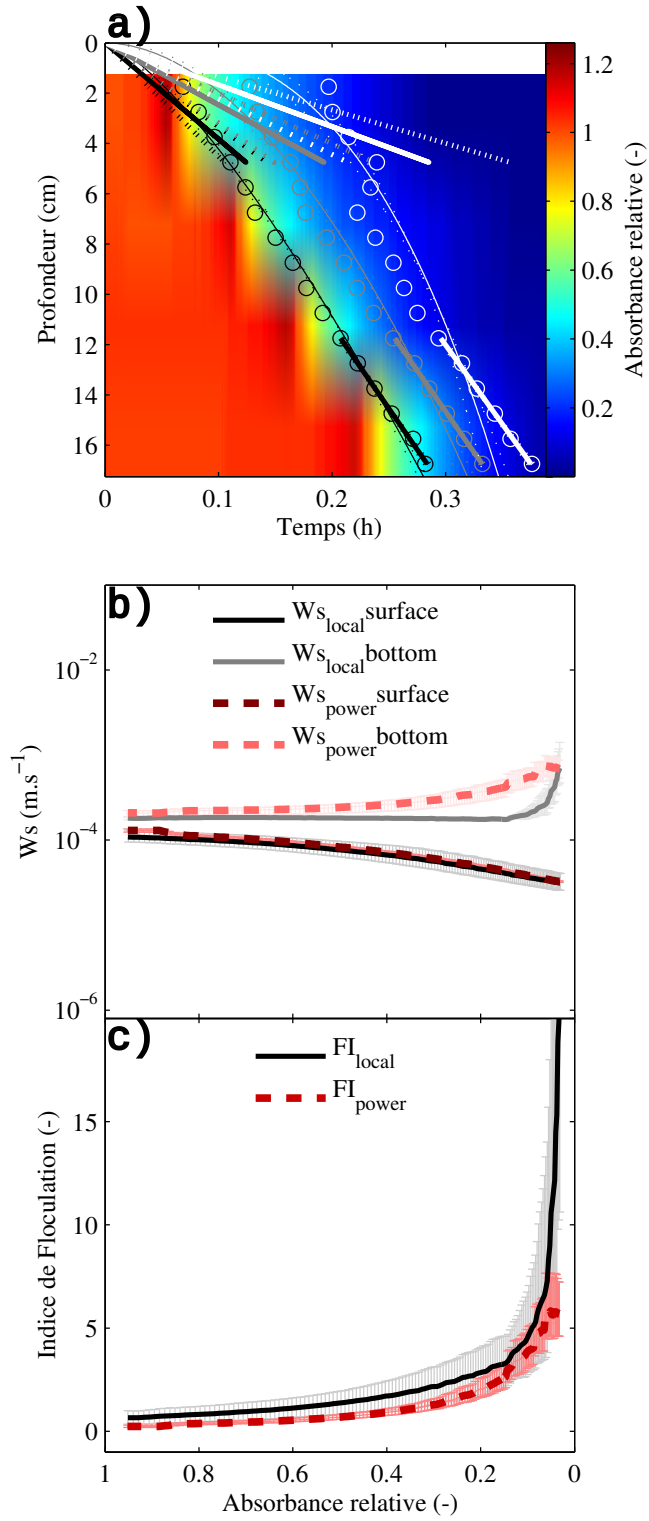 a)
0
2
4
6
8
10
12
14
16
Profondeur (cm)
0
0.1
0.2
0.3
Temps (h)
1.2
1
0.8
0.6
0.4
0.2
Absorbance relative (-)
b)
Ws_local surface
Ws_local bottom
Ws_power surface
Ws_power bottom
10^−2
10^−4
10^−6
Ws (m.s^−1)
c)
FI_local
FI_power
15
10
5
0
Indice de Floculation (-)
1
0.8
0.6
0.4
0.2
0
Absorbance relative (-)